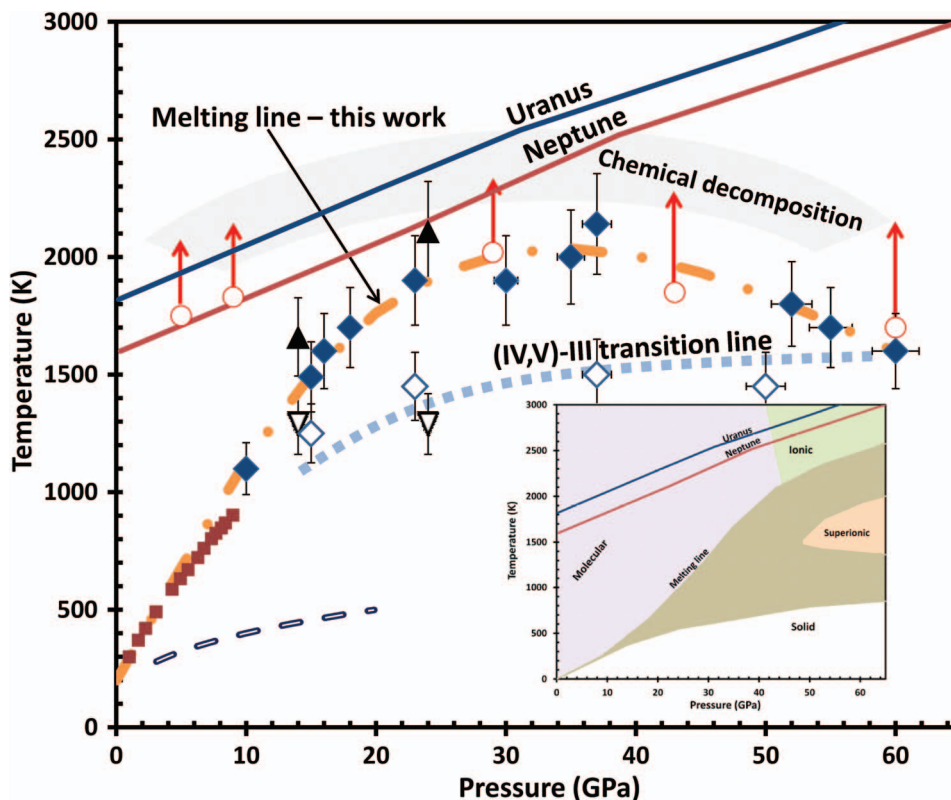 3000
2500
2000
1500
1000
500
0
Temperature (K)
0
10
20
30
40
50
60
Pressure (GPa)
Melting line – this work
Uranus
Neptune
Chemical decomposition
(IV,V)-III transition line
3000
2500
2000
1500
1000
500
0
Temperature (K)
0
10
20
30
40
50
60
Pressure (GPa)
Uranus
Neptune
Ionic
Molecular
Melting line
Superionic
Solid